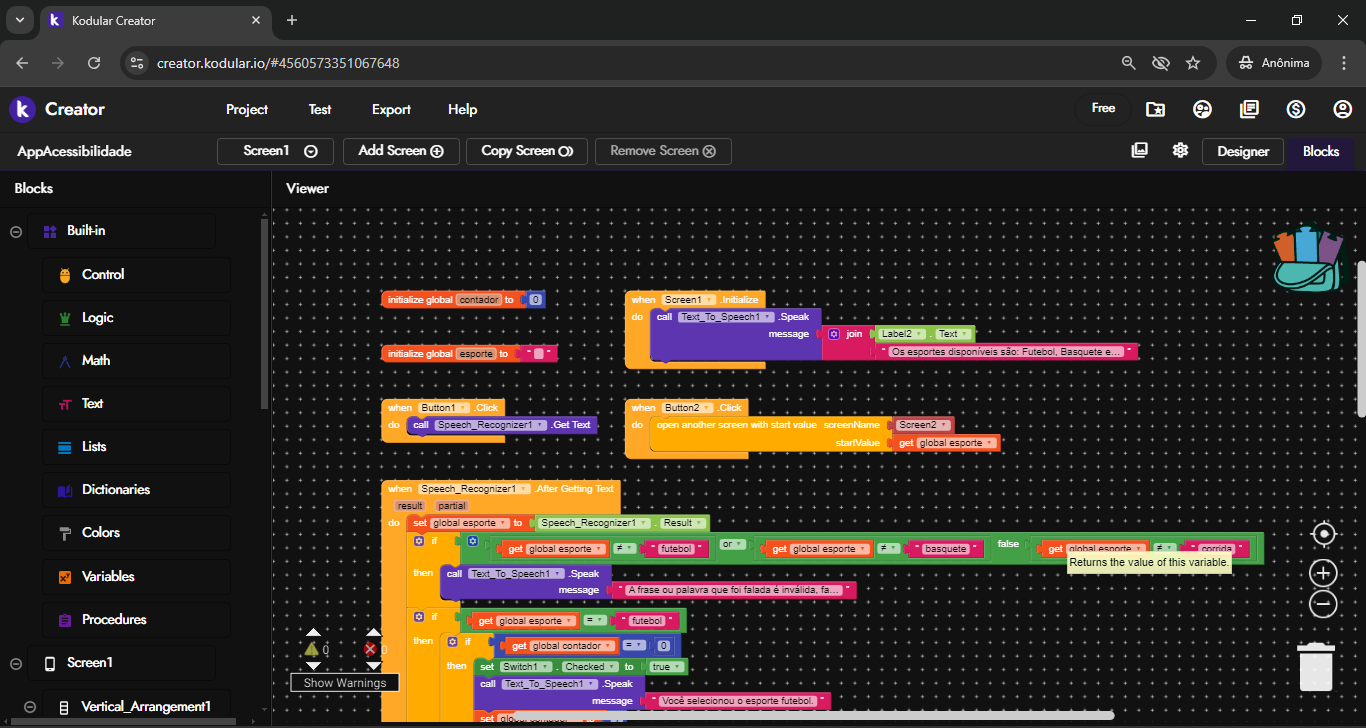 Kodular Creator
creator.kodular.io/#4560573351067648
Anônima
Creator
Project
Test
Export
Help
Free
AppAcessibilidade
Screen1
Add Screen
Copy Screen
Remove Screen
Designer
Blocks
Blocks
Viewer
Built-in
Control
Logic
Math
Text
Lists
Dictionaries
Colors
Variables
Procedures
Screen1
Vertical_Arrangement1
initialize global contador to 0
initialize global esporte to " "
when Screen1 .Initialize
do call Text_To_Speech1 .Speak
message join Label2 . Text
" Os esportes disponíveis são: Futebol, Basquete e... "
when Button1 .Click
do call Speech_Recognizer1 .Get Text
when Button2 .Click
do open another screen with start value screenName Screen2
startValue get global esporte
when Speech_Recognizer1 .After Getting Text
result partial
do set global esporte to Speech_Recognizer1 . Result
if get global esporte ≠ " futebol " or get global esporte ≠ " basquete " false get global esporte ≠ " corrida "
Returns the value of this variable.
then call Text_To_Speech1 .Speak
message " A frase ou palavra que foi falada é inválida, fa... "
if get global esporte = " futebol "
then if get global contador = 0
then set Switch1 . Checked to true
call Text_To_Speech1 .Speak
message " Você selecionou o esporte futebol. "
set
0
0
Show Warnings